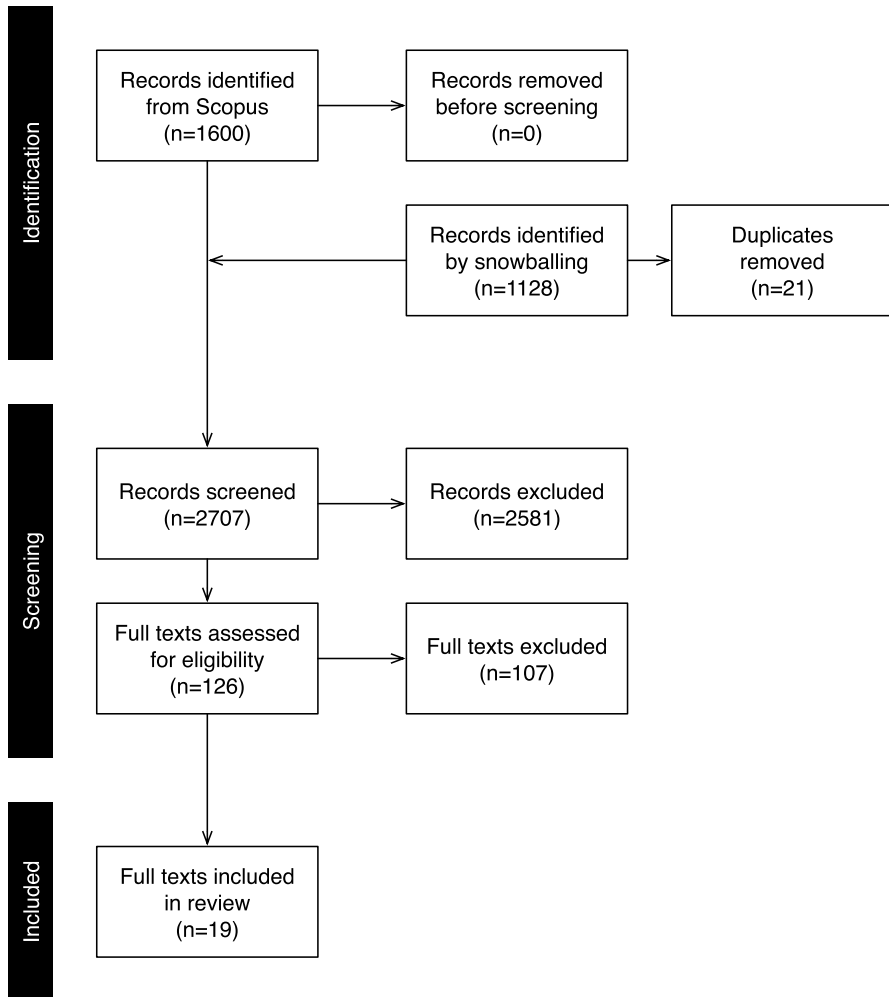 Identification
Records identified
from Scopus
(n=1600)
Records removed
before screening
(n=0)
Records identified
by snowballing
(n=1128)
Duplicates
removed
(n=21)
Screening
Records screened
(n=2707)
Records excluded
(n=2581)
Full texts assessed
for eligibility
(n=126)
Full texts excluded
(n=107)
Included
Full texts included
in review
(n=19)